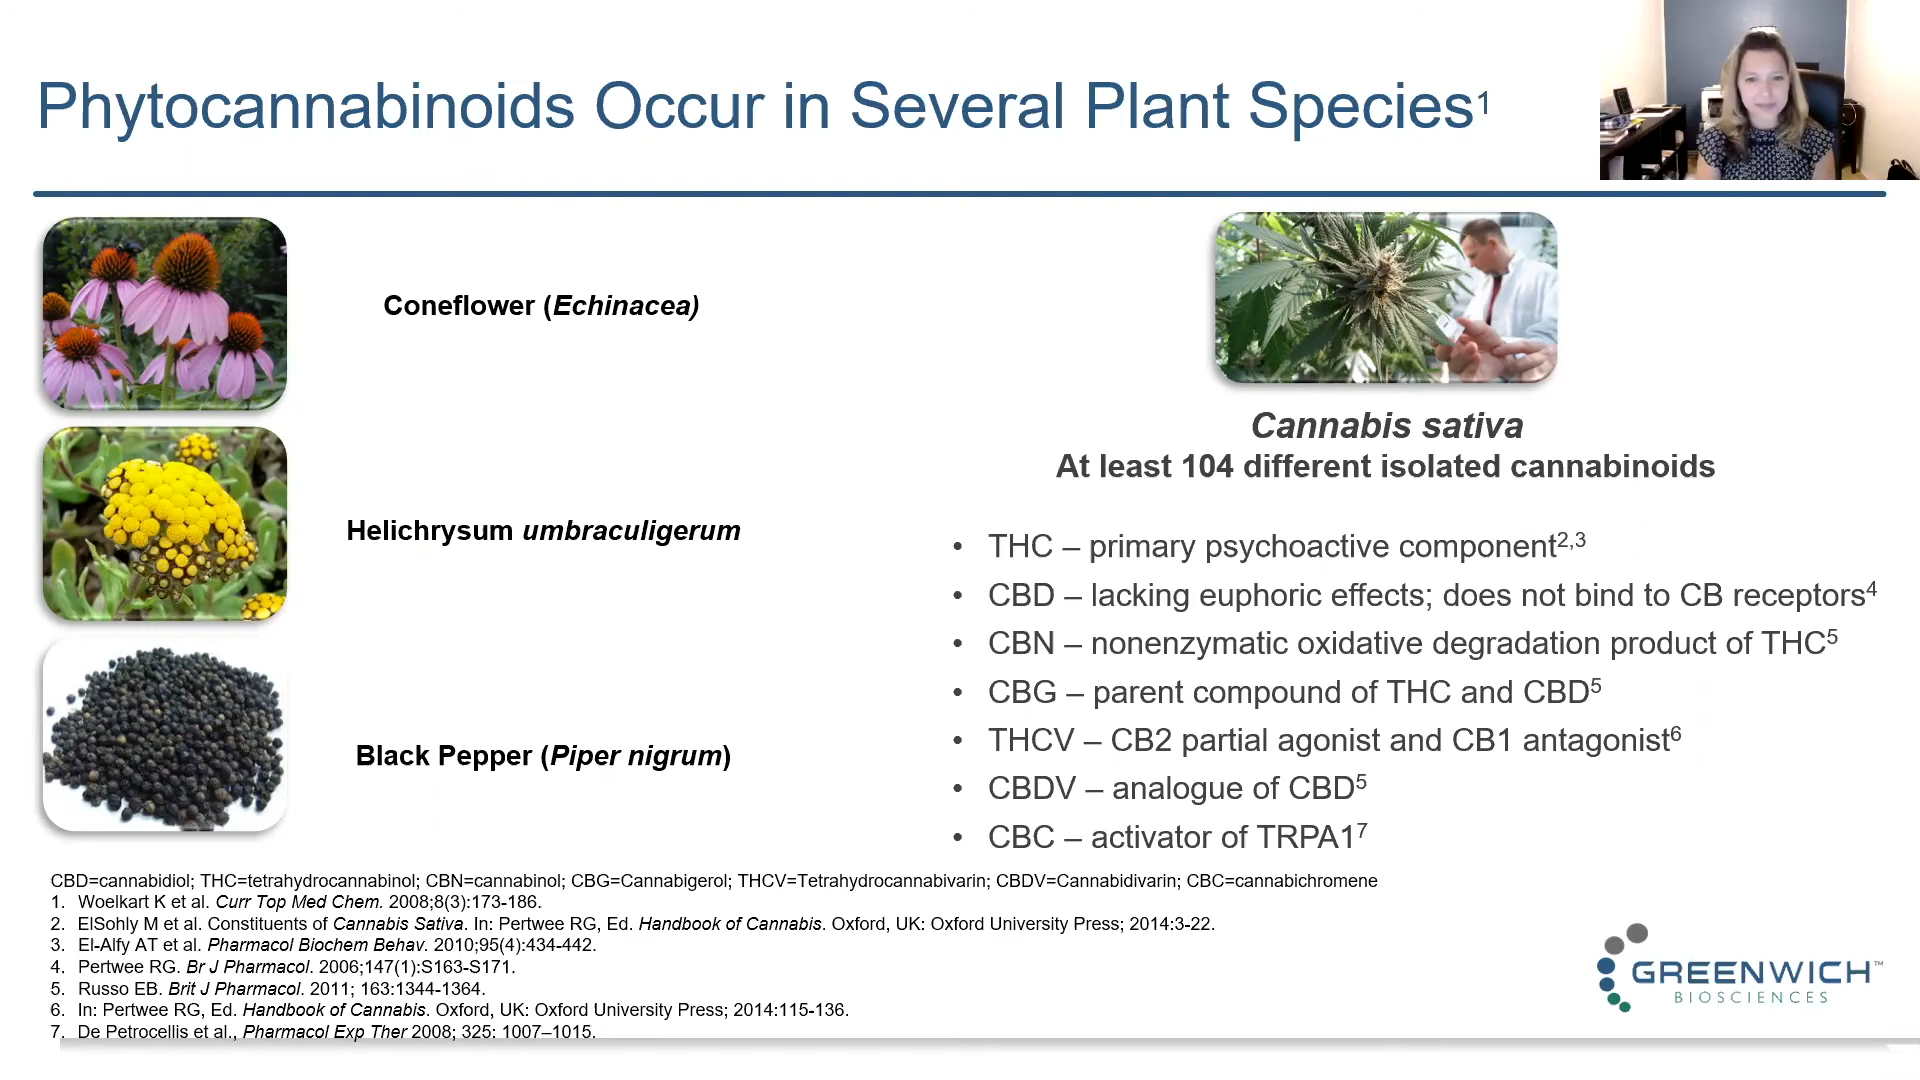 Phytocannabinoids Occur in Several Plant Species1
Coneflower (Echinacea)
Helichrysum umbraculigerum
Black Pepper (Piper nigrum)
Cannabis sativa
At least 104 different isolated cannabinoids
• THC – primary psychoactive component2,3
• CBD – lacking euphoric effects; does not bind to CB receptors4
• CBN – nonenzymatic oxidative degradation product of THC5
• CBG – parent compound of THC and CBD5
• THCV – CB2 partial agonist and CB1 antagonist6
• CBDV – analogue of CBD5
• CBC – activator of TRPA17
CBD=cannabidiol; THC=tetrahydrocannabinol; CBN=cannabinol; CBG=Cannabigerol; THCV=Tetrahydrocannabivarin; CBDV=Cannabidivarin; CBC=cannabichromene
1. Woelkart K et al. Curr Top Med Chem. 2008;8(3):173-186.
2. ElSohly M et al. Constituents of Cannabis Sativa. In: Pertwee RG, Ed. Handbook of Cannabis. Oxford, UK: Oxford University Press; 2014:3-22.
3. El-Alfy AT et al. Pharmacol Biochem Behav. 2010;95(4):434-442.
4. Pertwee RG. Br J Pharmacol. 2006;147(1):S163-S171.
5. Russo EB. Brit J Pharmacol. 2011; 163:1344-1364.
6. In: Pertwee RG, Ed. Handbook of Cannabis. Oxford, UK: Oxford University Press; 2014:115-136.
7. De Petrocellis et al., Pharmacol Exp Ther 2008; 325: 1007–1015.
GREENWICH™
BIOSCIENCES